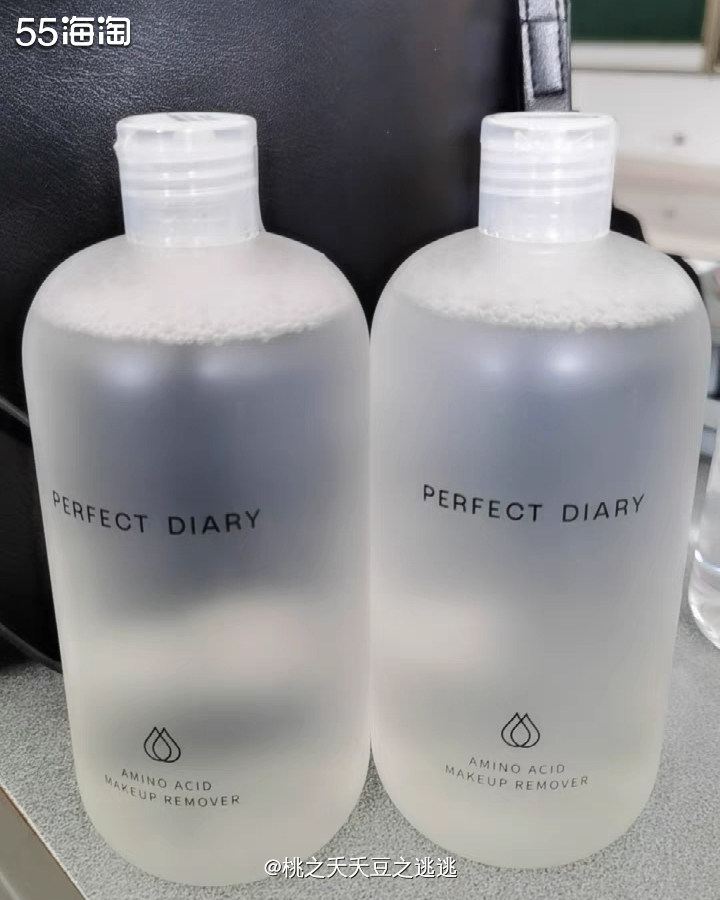 55海淘
PERFECT DIARY
AMINO ACID
MAKEUP REMOVER
PERFECT DIARY
AMINO ACID
MAKEUP REMOVER
@桃之夭夭豆之逃逃